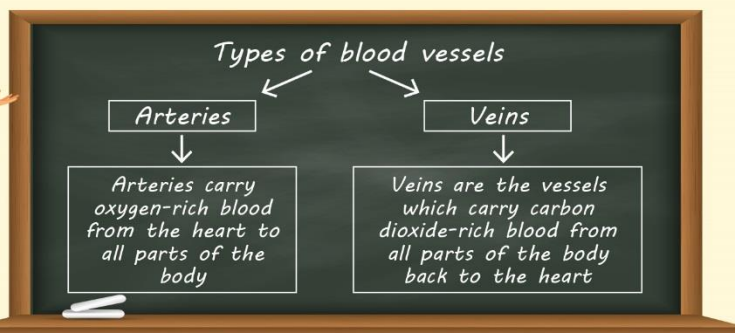 Types of blood vessels
Arteries
Veins
Arteries carry
oxygen-rich blood
from the heart to
all parts of the
body
Veins are the vessels
which carry carbon
dioxide-rich blood from
all parts of the body
back to the heart